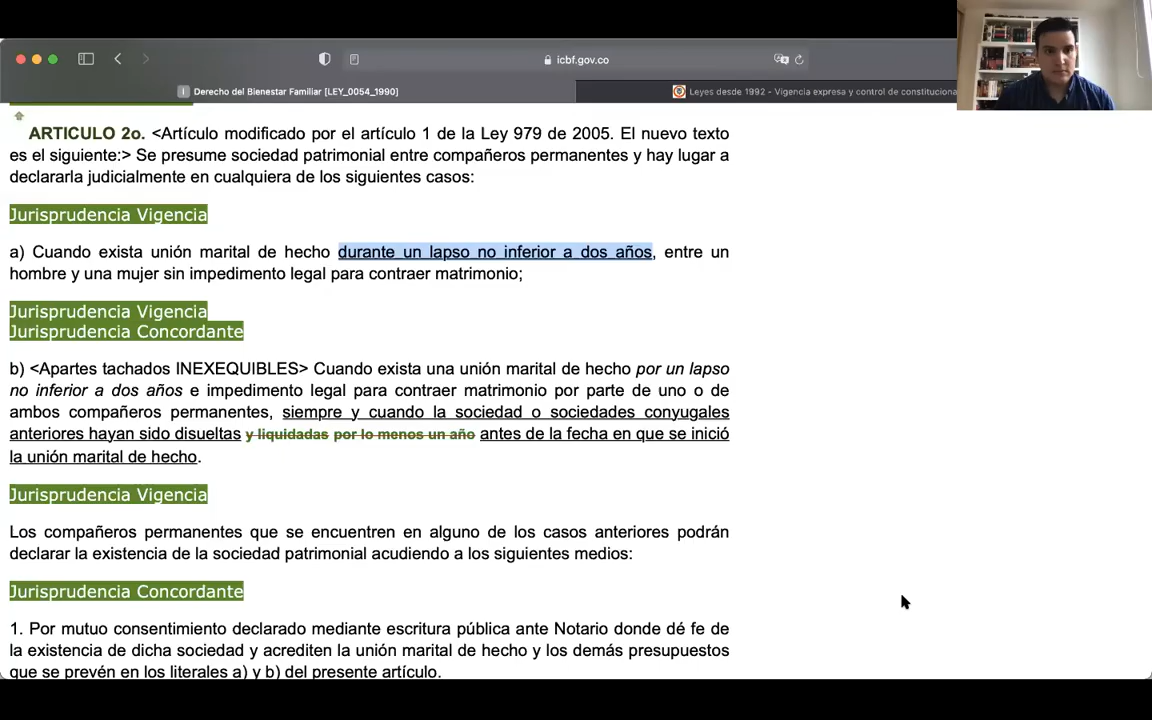 icbf.gov.co
Derecho del Bienestar Familiar [LEY_0054_1990]
Leyes desde 1992 - Vigencia expresa y control de constituciona
ARTICULO 2o. <Artículo modificado por el artículo 1 de la Ley 979 de 2005. El nuevo texto
es el siguiente:> Se presume sociedad patrimonial entre compañeros permanentes y hay lugar a
declararla judicialmente en cualquiera de los siguientes casos:
Jurisprudencia Vigencia
a) Cuando exista unión marital de hecho durante un lapso no inferior a dos años, entre un
hombre y una mujer sin impedimento legal para contraer matrimonio;
Jurisprudencia Vigencia
Jurisprudencia Concordante
b) <Apartes tachados INEXEQUIBLES> Cuando exista una unión marital de hecho por un lapso
no inferior a dos años e impedimento legal para contraer matrimonio por parte de uno o de
ambos compañeros permanentes, siempre y cuando la sociedad o sociedades conyugales
anteriores hayan sido disueltas y liquidadas por lo menos un año antes de la fecha en que se inició
la unión marital de hecho.
Jurisprudencia Vigencia
Los compañeros permanentes que se encuentren en alguno de los casos anteriores podrán
declarar la existencia de la sociedad patrimonial acudiendo a los siguientes medios:
Jurisprudencia Concordante
1. Por mutuo consentimiento declarado mediante escritura pública ante Notario donde dé fe de
la existencia de dicha sociedad y acrediten la unión marital de hecho y los demás presupuestos
que se prevén en los literales a) y b) del presente artículo.